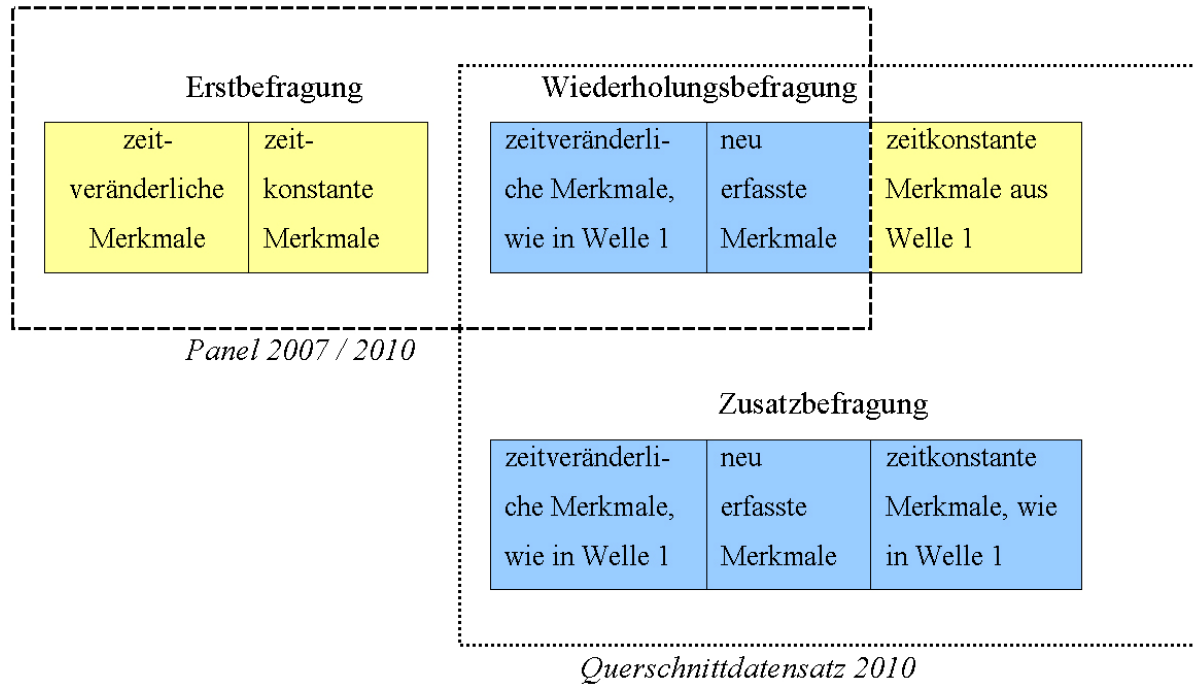 Erstbefragung
zeit-
veränderliche
Merkmale
zeit-
konstante
Merkmale
Wiederholungsbefragung
zeitveränderli-
che Merkmale,
wie in Welle 1
neu
erfasste
Merkmale
zeitkonstante
Merkmale aus
Welle 1
Panel 2007 / 2010
Zusatzbefragung
zeitveränderli-
che Merkmale,
wie in Welle 1
neu
erfasste
Merkmale
zeitkonstante
Merkmale, wie
in Welle 1
Querschnittdatensatz 2010